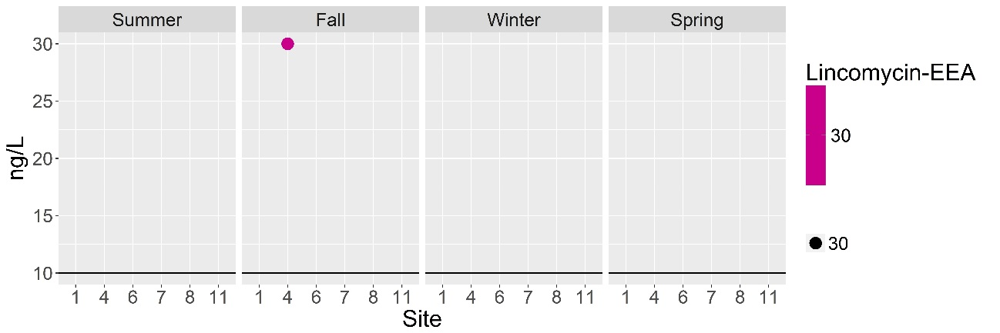 Summer Fall Winter Spring
30
25
20
15
10
ng/L
1 4 6 7 8 11 1 4 6 7 8 11 1 4 6 7 8 11 1 4 6 7 8 11
Site
Lincomycin-EEA
30
30